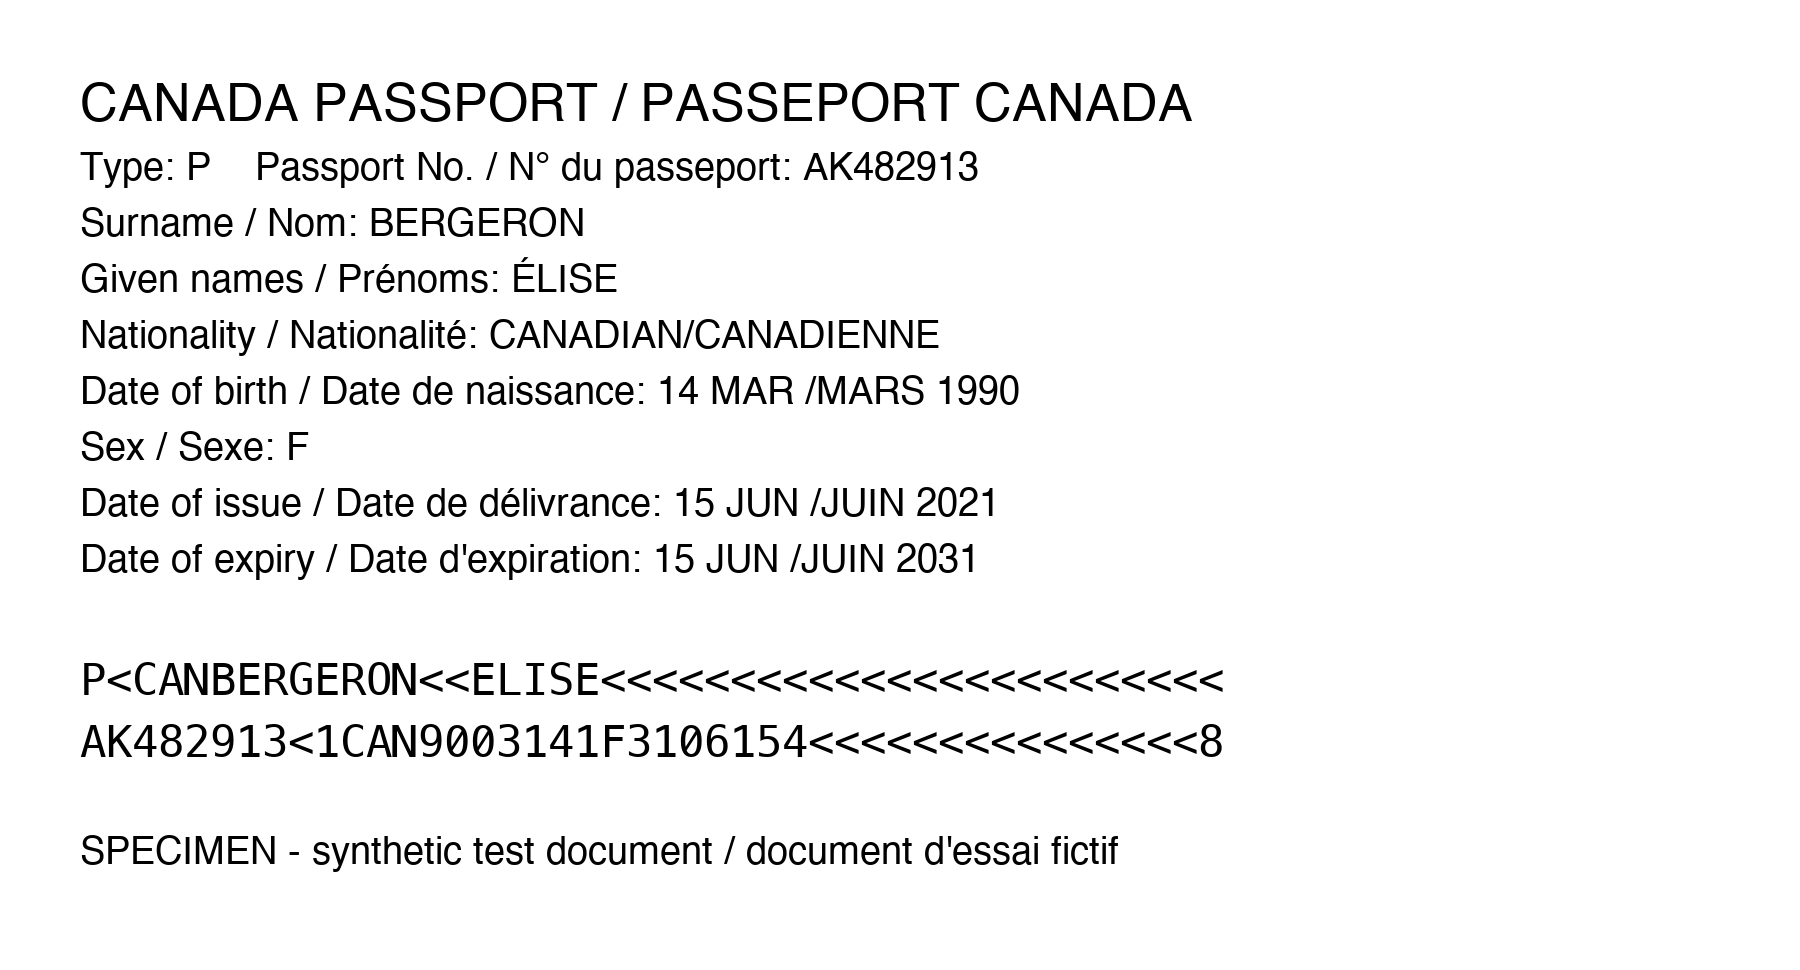 CANADA PASSPORT / PASSEPORT CANADA
Type: P    Passport No. / N° du passeport: AK482913
Surname / Nom: BERGERON
Given names / Prénoms: ÉLISE
Nationality / Nationalité: CANADIAN/CANADIENNE
Date of birth / Date de naissance: 14 MAR /MARS 1990
Sex / Sexe: F
Date of issue / Date de délivrance: 15 JUN /JUIN 2021
Date of expiry / Date d'expiration: 15 JUN /JUIN 2031
P<CANBERGERON<<ELISE<<<<<<<<<<<<<<<<<<<<<<<<
AK482913<1CAN9003141F3106154<<<<<<<<<<<<<<<8
SPECIMEN - synthetic test document / document d'essai fictif